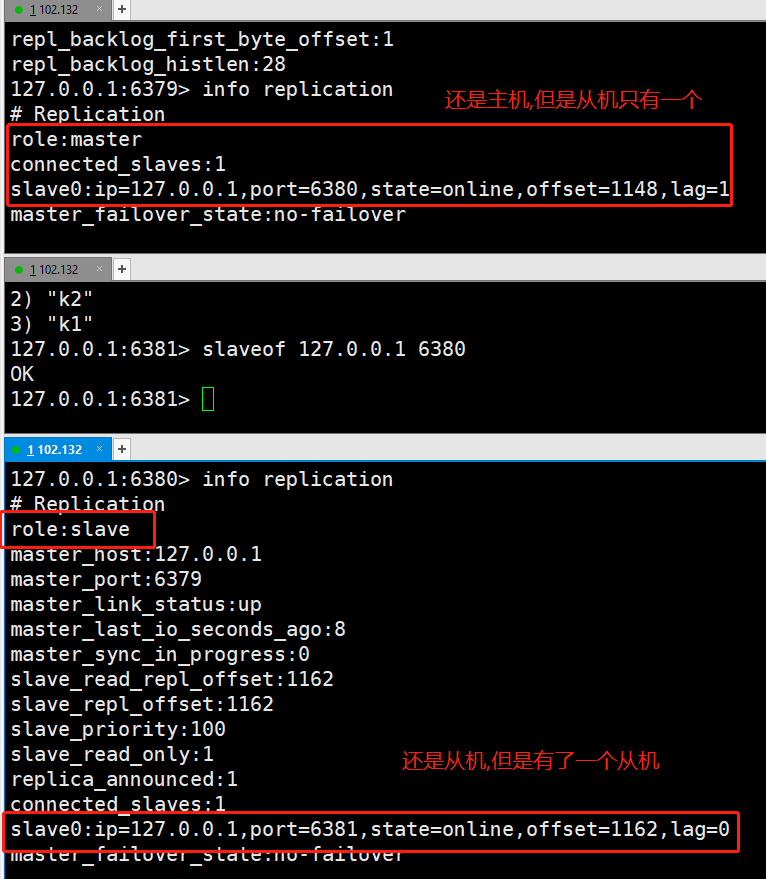 1 102.132 × +
repl_backlog_first_byte_offset:1
repl_backlog_histlen:28
127.0.0.1:6379> info replication
还是主机,但是从机只有一个
# Replication
role:master
connected_slaves:1
slave0:ip=127.0.0.1,port=6380,state=online,offset=1148,lag=1
master_failover_state:no-failover
1 102.132 × +
2) "k2"
3) "k1"
127.0.0.1:6381> slaveof 127.0.0.1 6380
OK
127.0.0.1:6381>
1 102.132 × +
127.0.0.1:6380> info replication
# Replication
role:slave
master_host:127.0.0.1
master_port:6379
master_link_status:up
master_last_io_seconds_ago:8
master_sync_in_progress:0
slave_read_repl_offset:1162
slave_repl_offset:1162
slave_priority:100
slave_read_only:1
还是从机,但是有了一个从机
replica_announced:1
connected_slaves:1
slave0:ip=127.0.0.1,port=6381,state=online,offset=1162,lag=0
master_failover_state:no-failover